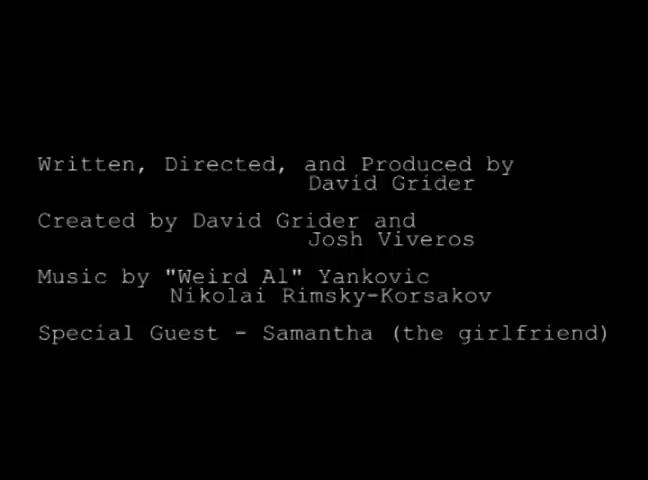 Written, Directed, and Produced by
David Grider
Created by David Grider and
Josh Viveros
Music by "Weird Al" Yankovic
Nikolai Rimsky-Korsakov
Special Guest - Samantha (the girlfriend)